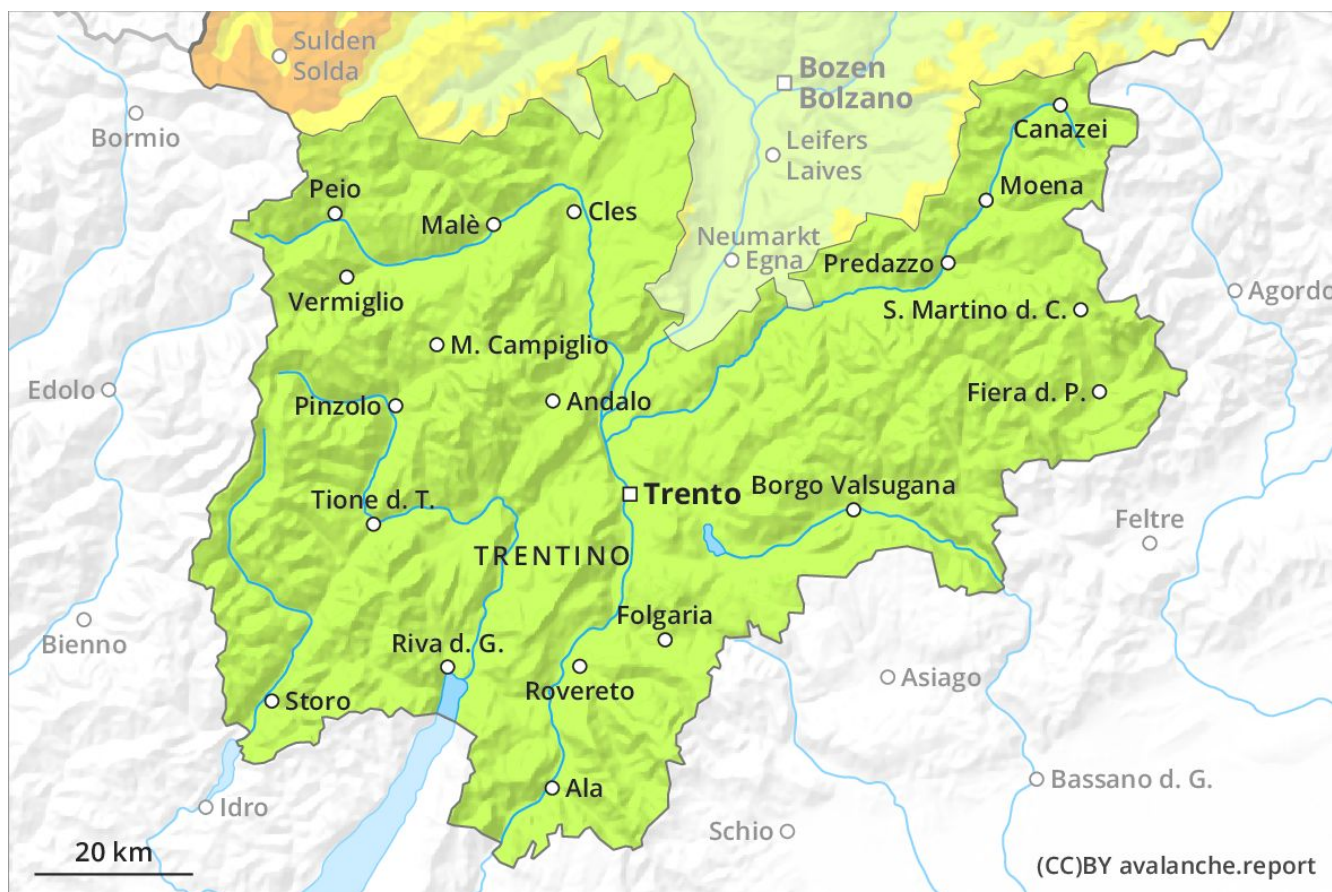 Sulden
Solda
Bozen
Bolzano
Bormio
Canazei
Leifers
Laives
Peio
Moena
Malè
Cles
Neumarkt
Egna
Predazzo
Vermiglio
Agordo
S. Martino d. C.
M. Campiglio
Edolo
Pinzolo
Andalo
Fiera d. P.
Trento
Borgo Valsugana
Tione d. T.
Feltre
TRENTINO
Folgaria
Bienno
Riva d. G.
Asiago
Rovereto
Storo
Bassano d. G.
Ala
Idro
Schio
20 km
(CC)BY avalanche.report